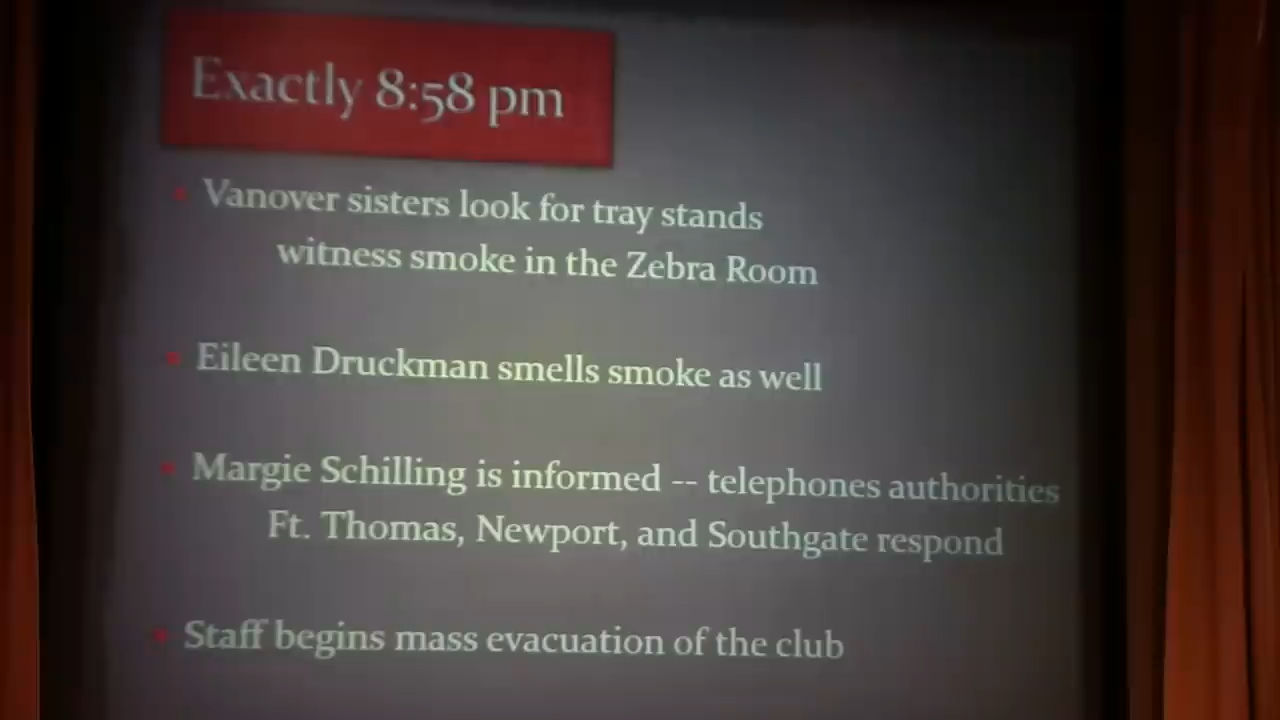 Exactly 8:58 pm
Vanover sisters look for tray stands
witness smoke in the Zebra Room
Eileen Druckman smells smoke as well
Margie Schilling is informed -- telephones authorities
Ft. Thomas, Newport, and Southgate respond
Staff begins mass evacuation of the club